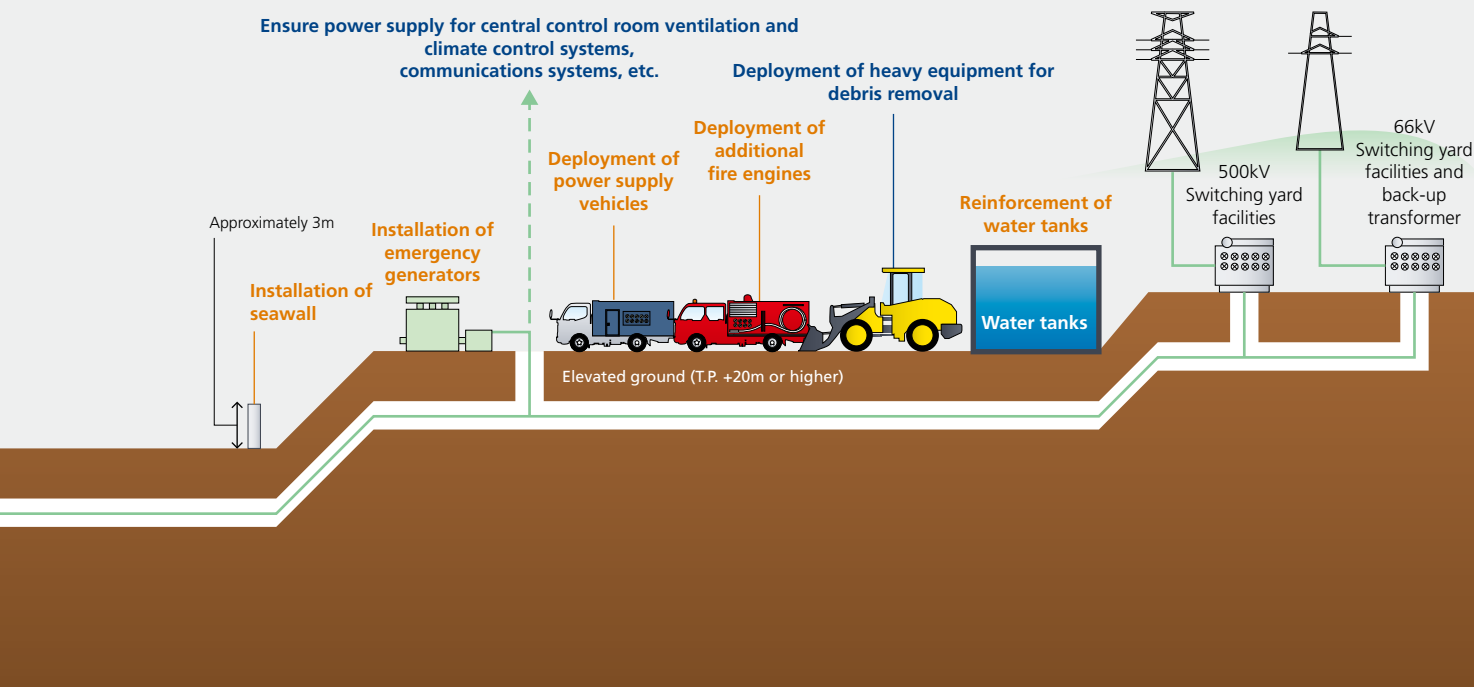 Ensure power supply for central control room ventilation and
climate control systems,
communications systems, etc.
Deployment of heavy equipment for
debris removal
Deployment of
additional
fire engines
Deployment of
power supply
vehicles
66kV
Switching yard
facilities and
back-up
transformer
500kV
Switching yard
facilities
Reinforcement of
water tanks
Approximately 3m
Installation of
emergency
generators
Installation of
seawall
Water tanks
Elevated ground (T.P. +20m or higher)